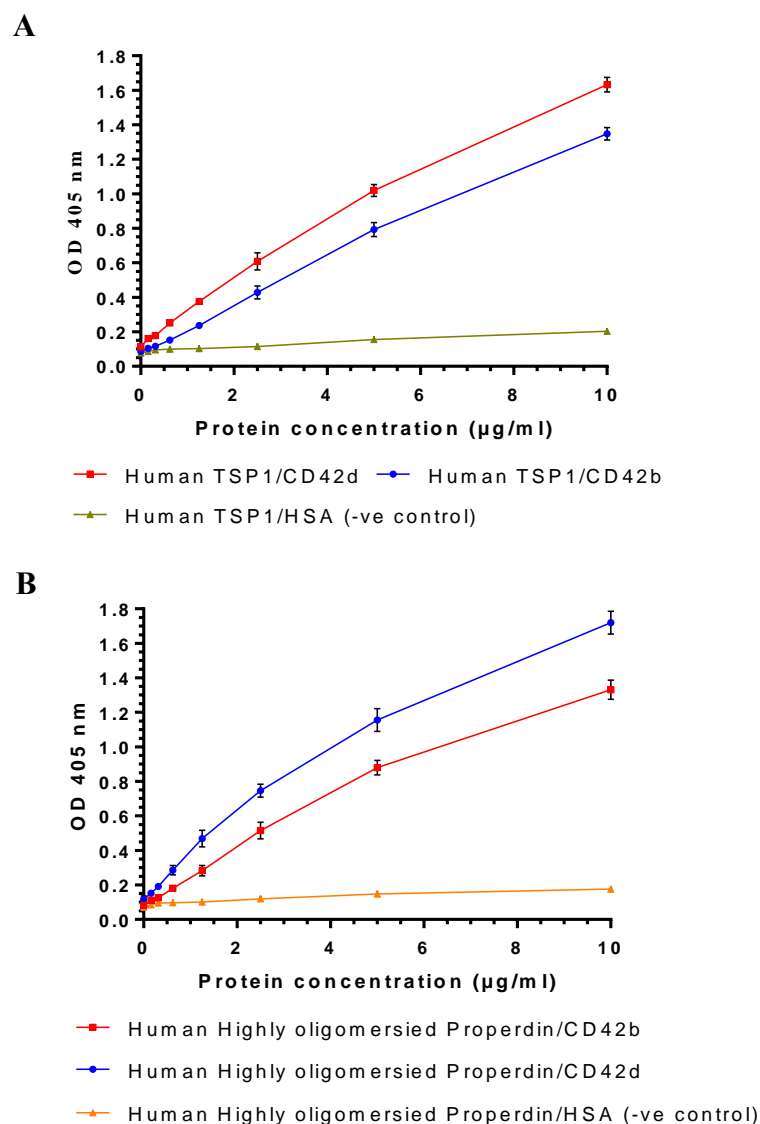 A
1.8
1.6
1.4
1.2
1.0
0.8
0.6
0.4
0.2
0.0
OD 405 nm
0 2 4 6 8 10
Protein concentration (µg/ml)
Human TSP1/CD42d Human TSP1/CD42b
Human TSP1/HSA (-ve control)
B
1.8
1.6
1.4
1.2
1.0
0.8
0.6
0.4
0.2
0.0
OD 405 nm
0 2 4 6 8 10
Protein concentration (µg/ml)
Human Highly oligomersied Properdin/CD42b
Human Highly oligomersied Properdin/CD42d
Human Highly oligomersied Properdin/HSA (-ve control)